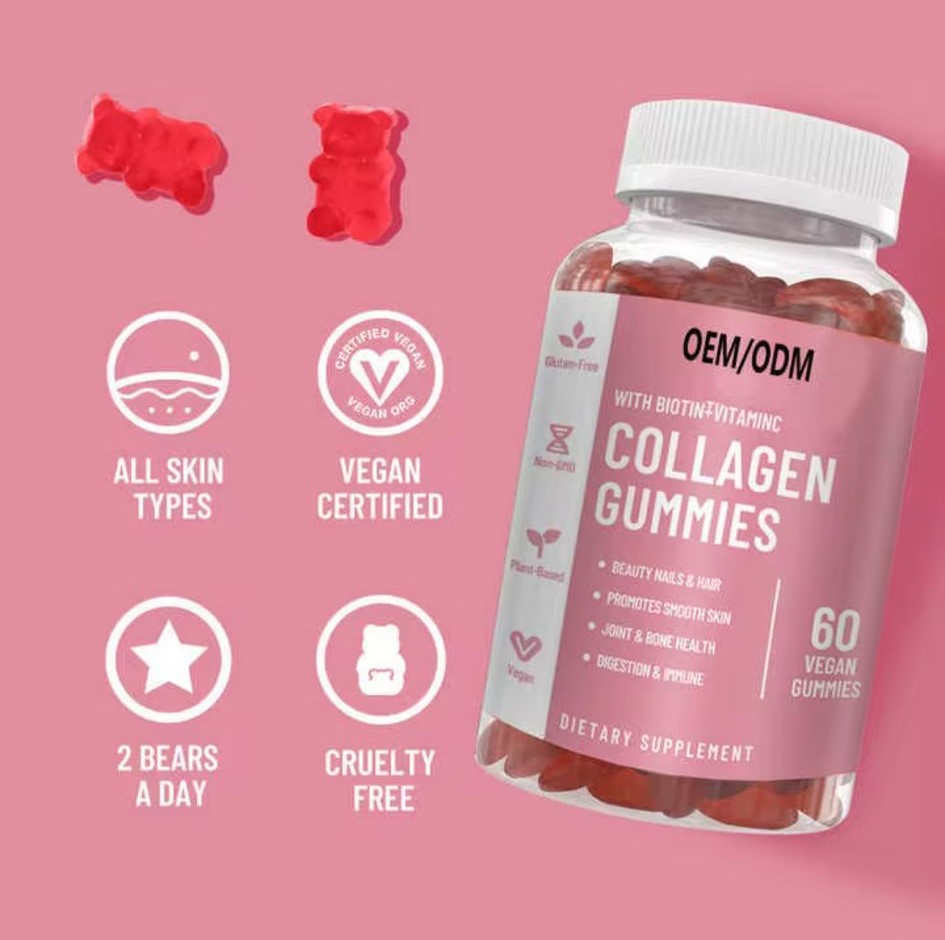 ALL SKIN
TYPES
CERTIFIED VEGAN
VEGAN ORG
VEGAN
CERTIFIED
2 BEARS
A DAY
CRUELTY
FREE
OEM/ODM
WITH BIOTIN+VITAMINC
COLLAGEN
GUMMIES
BEAUTY NAILS & HAIR
PROMOTES SMOOTH SKIN
JOINT & BONE HEALTH
DIGESTION & IMMUNE
60
VEGAN
GUMMIES
DIETARY SUPPLEMENT
Gluten-Free
Non-GMO
Plant-Based
Vegan